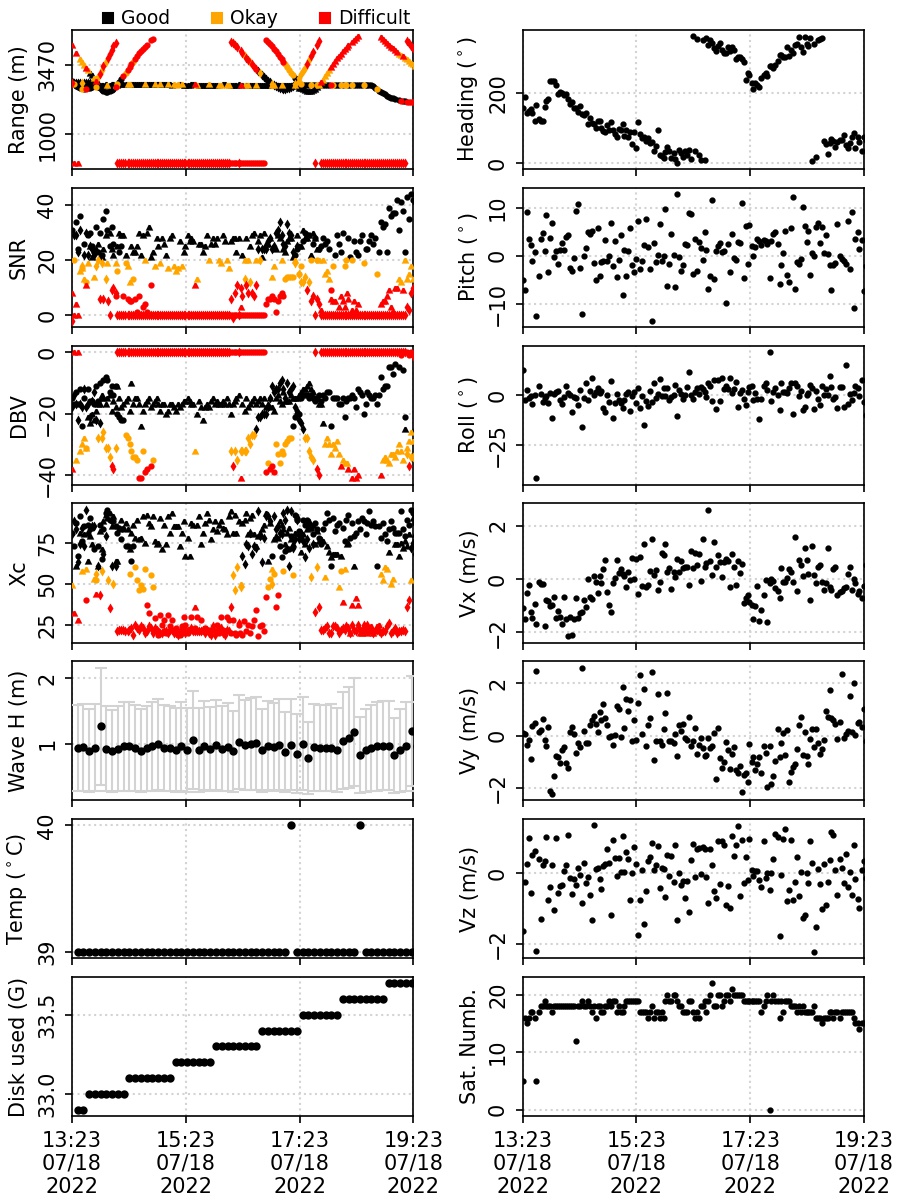 Good Okay Difficult
Range (m)
3470
1000
Heading (°)
200
0
SNR
40
20
0
Pitch (°)
10
0
−10
DBV
0
−20
−40
Roll (°)
0
−25
Xc
75
50
25
Vx (m/s)
2
0
−2
Wave H (m)
2
1
Vy (m/s)
2
0
−2
Temp (°C)
40
39
Vz (m/s)
0
−2
Disk used (G)
33.5
33.0
Sat. Numb.
20
10
0
13:23 15:23 17:23 19:23
07/18 07/18 07/18 07/18
2022 2022 2022 2022
13:23 15:23 17:23 19:23
07/18 07/18 07/18 07/18
2022 2022 2022 2022